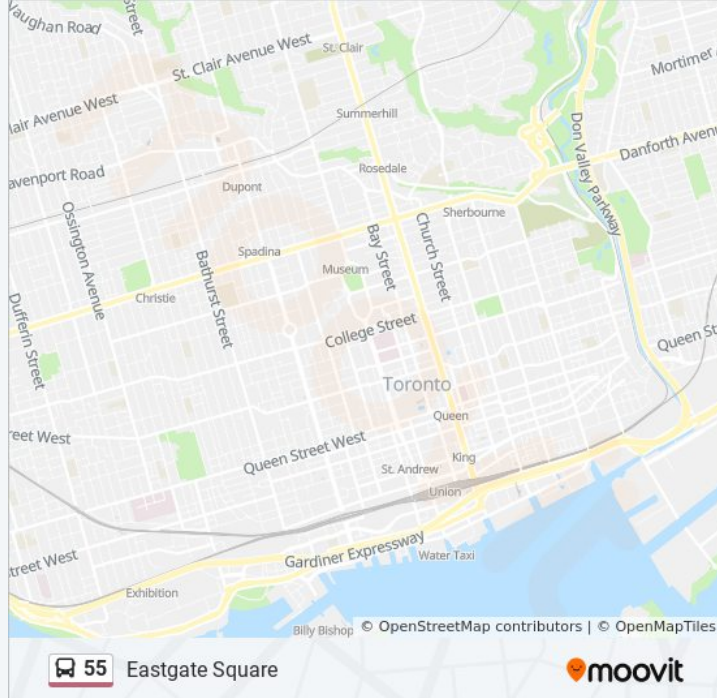 Vaughan Road
Street
St. Clair Avenue West
St. Clair
Mortimer
lair Avenue West
Summerhill
Don Valley Parkway
Danforth Avenu
avenport Road
Rosedale
Dupont
Ossington Avenue
Sherbourne
Bay Street
Church Street
Spadina
Bathurst Street
Museum
Christie
Dufferin Street
College Street
Queen St
Toronto
Queen
reet West
Queen Street West
King
St. Andrew
Union
Gardiner Expressway
Water Taxi
treet West
Exhibition
Billy Bishop
© OpenStreetMap contributors | © OpenMapTiles
55 Eastgate Square
moovit